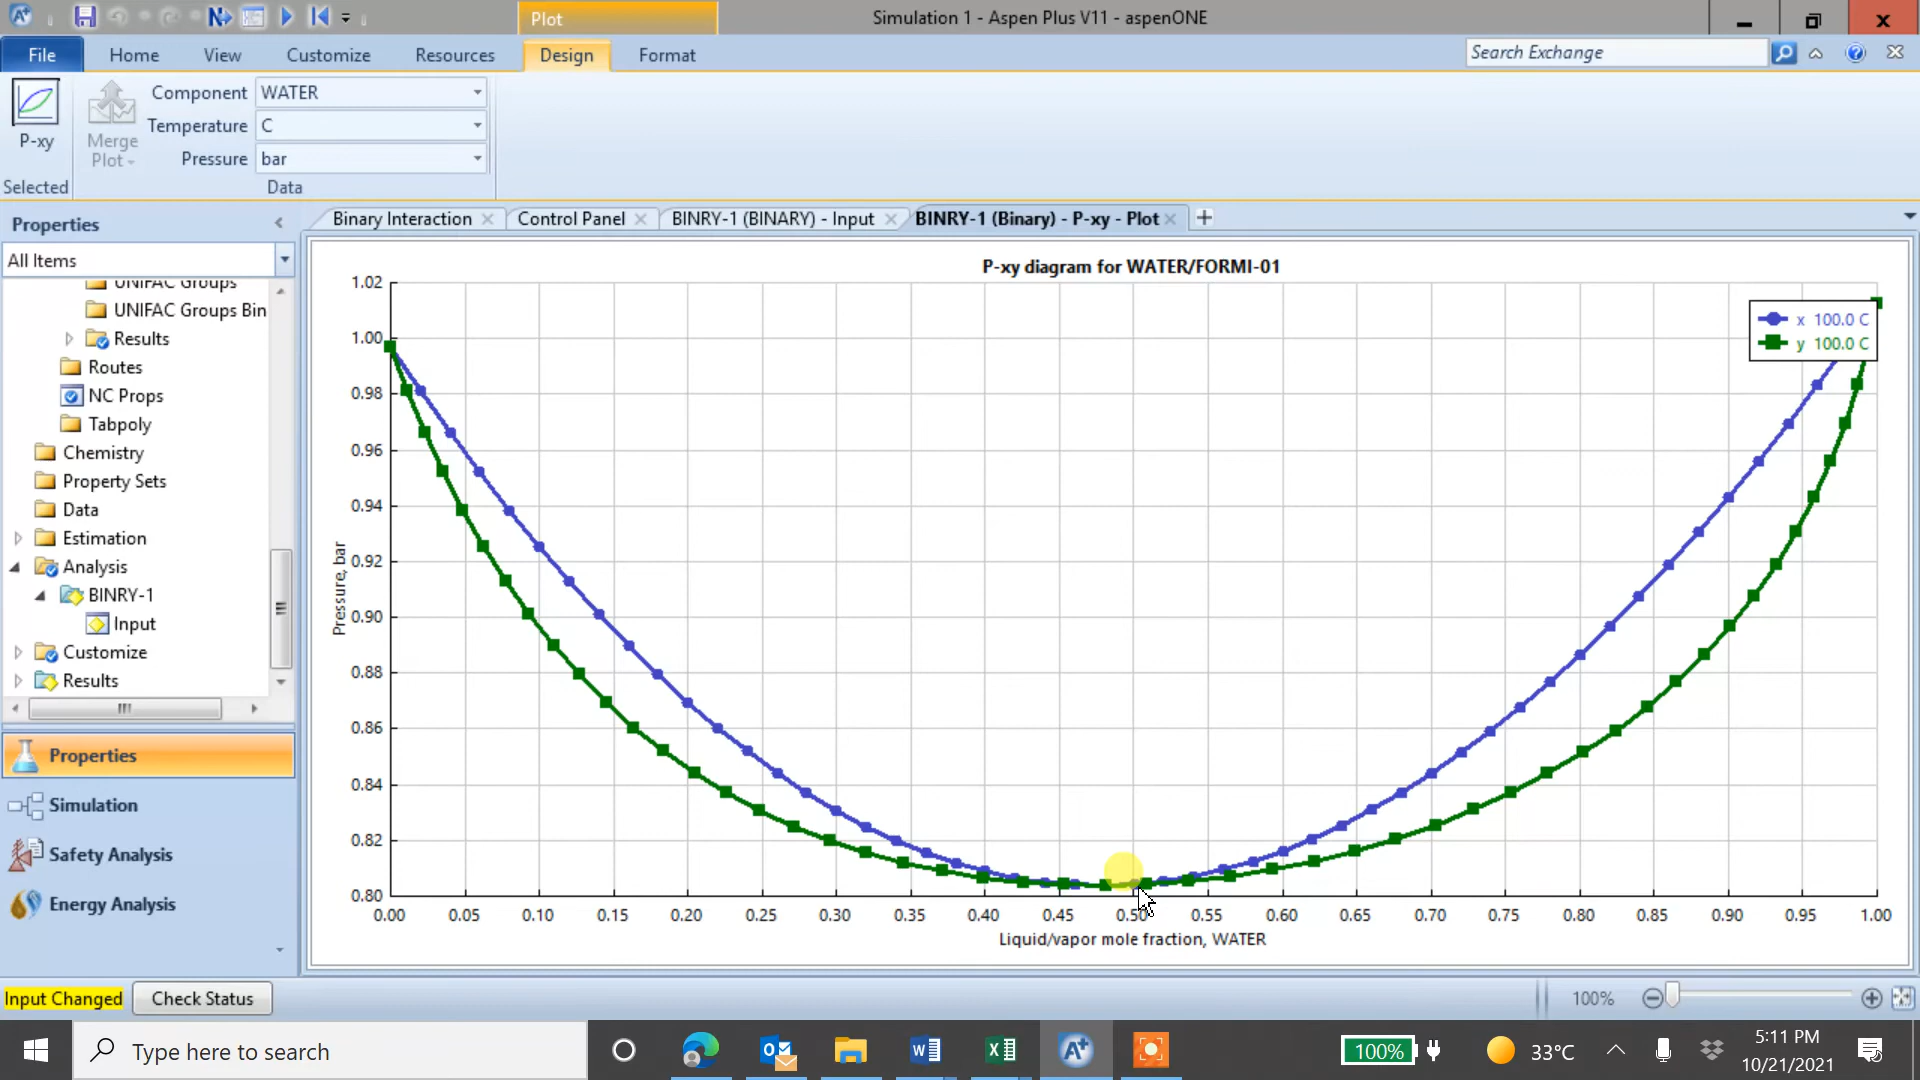 Plot
Simulation 1 - Aspen Plus V11 - aspenONE
File
Home
View
Customize
Resources
Design
Format
Search Exchange
P-xy
Merge
Plot
Component WATER
Temperature C
Pressure bar
Selected
Data
Properties
All Items
UNIFAC Groups
UNIFAC Groups Bin
Results
Routes
NC Props
Tabpoly
Chemistry
Property Sets
Data
Estimation
Analysis
BINRY-1
Input
Customize
Results
Properties
Simulation
Safety Analysis
Energy Analysis
Binary Interaction
Control Panel
BINRY-1 (BINARY) - Input
BINRY-1 (Binary) - P-xy - Plot
P-xy diagram for WATER/FORMI-01
x 100.0 C
y 100.0 C
Pressure, bar
1.02
1.00
0.98
0.96
0.94
0.92
0.90
0.88
0.86
0.84
0.82
0.80
0.00 0.05 0.10 0.15 0.20 0.25 0.30 0.35 0.40 0.45 0.50 0.55 0.60 0.65 0.70 0.75 0.80 0.85 0.90 0.95 1.00
Liquid/vapor mole fraction, WATER
Input Changed
Check Status
100%
Type here to search
100%
33°C
5:11 PM
10/21/2021